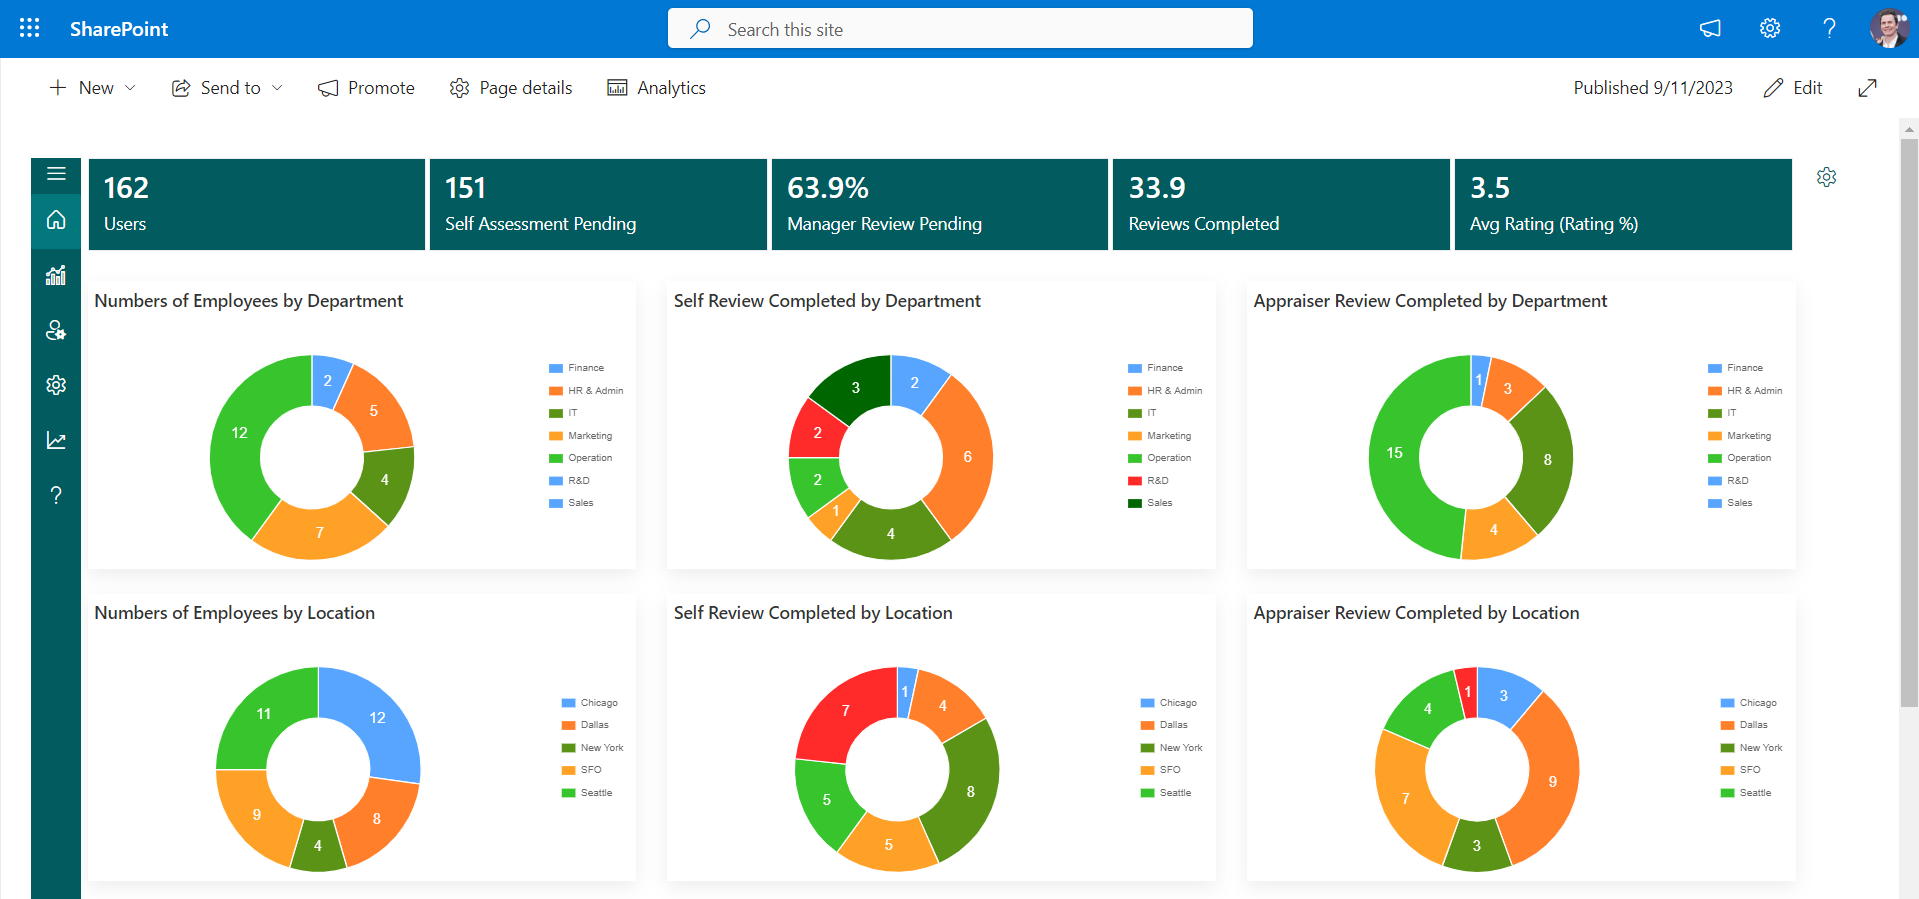 SharePoint
Search this site
?
New
Send to
Promote
Page details
Analytics
Published 9/11/2023
Edit
162
Users
151
Self Assessment Pending
63.9%
Manager Review Pending
33.9
Reviews Completed
3.5
Avg Rating (Rating %)
?
Numbers of Employees by Department
2
5
4
7
12
Finance
HR & Admin
IT
Marketing
Operation
R&D
Sales
Self Review Completed by Department
2
6
4
1
2
2
3
Finance
HR & Admin
IT
Marketing
Operation
R&D
Sales
Appraiser Review Completed by Department
1
3
8
4
15
Finance
HR & Admin
IT
Marketing
Operation
R&D
Sales
Numbers of Employees by Location
12
8
4
9
11
Chicago
Dallas
New York
SFO
Seattle
Self Review Completed by Location
1
4
8
5
5
7
Chicago
Dallas
New York
SFO
Seattle
Appraiser Review Completed by Location
3
9
3
7
4
1
Chicago
Dallas
New York
SFO
Seattle